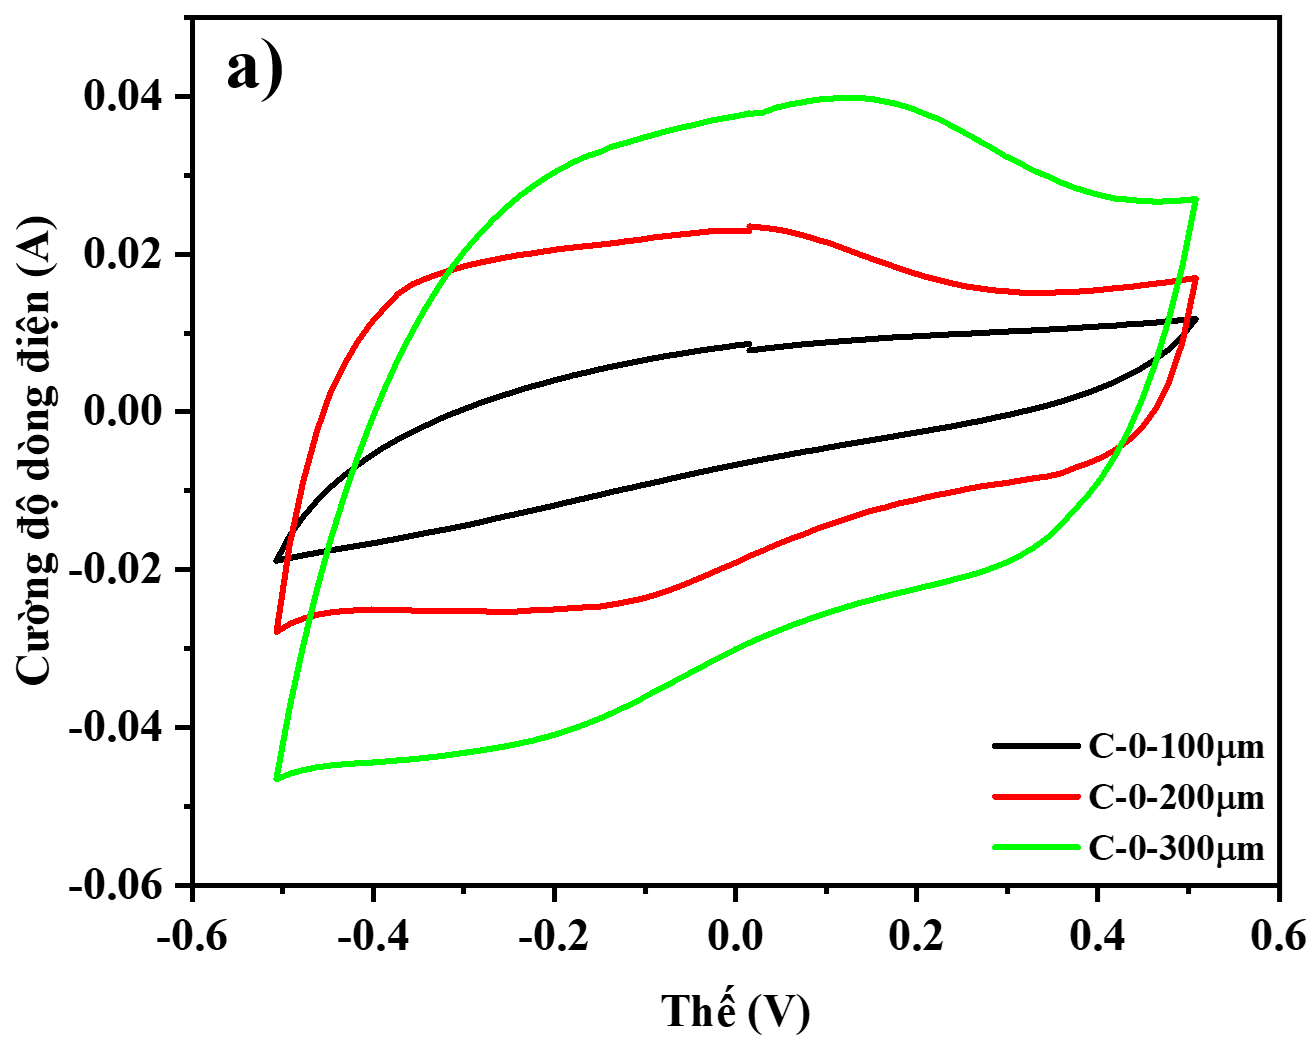 a)
0.04
0.02
0.00
-0.02
-0.04
-0.06
Cường độ dòng điện (A)
C-0-100μm
C-0-200μm
C-0-300μm
-0.6 -0.4 -0.2 0.0 0.2 0.4 0.6
Thế (V)